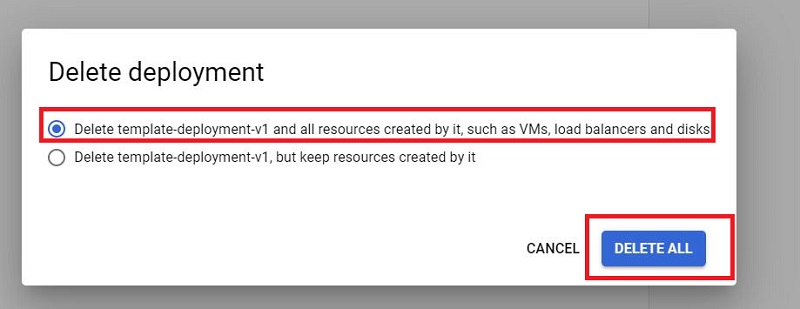 Delete deployment
Delete template-deployment-v1 and all resources created by it, such as VMs, load balancers and disks
Delete template-deployment-v1, but keep resources created by it
CANCEL DELETE ALL